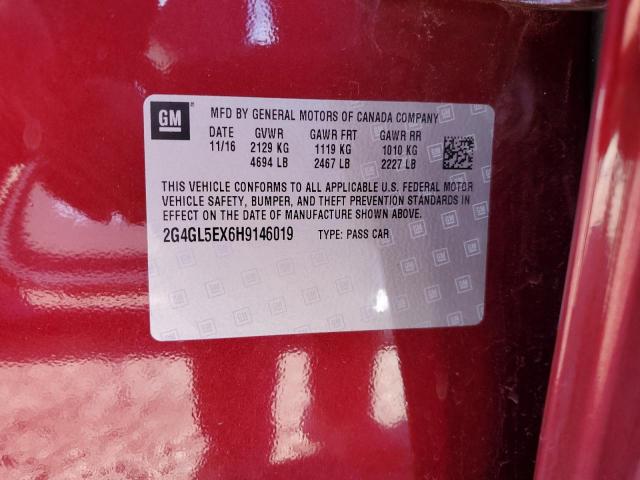 GM
MFD BY GENERAL MOTORS OF CANADA COMPANY
DATE GVWR GAWR FRT GAWR RR
11/16 2129 KG 1119 KG 1010 KG
4694 LB 2467 LB 2227 LB
THIS VEHICLE CONFORMS TO ALL APPLICABLE U.S. FEDERAL MOTOR
VEHICLE SAFETY, BUMPER, AND THEFT PREVENTION STANDARDS IN
EFFECT ON THE DATE OF MANUFACTURE SHOWN ABOVE.
2G4GL5EX6H9146019 TYPE: PASS CAR